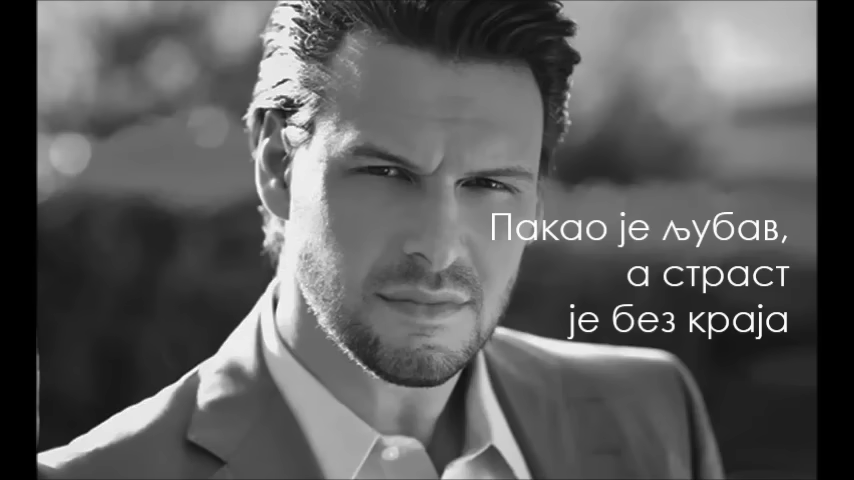 Пакао је љубав,
а страст
је без краја